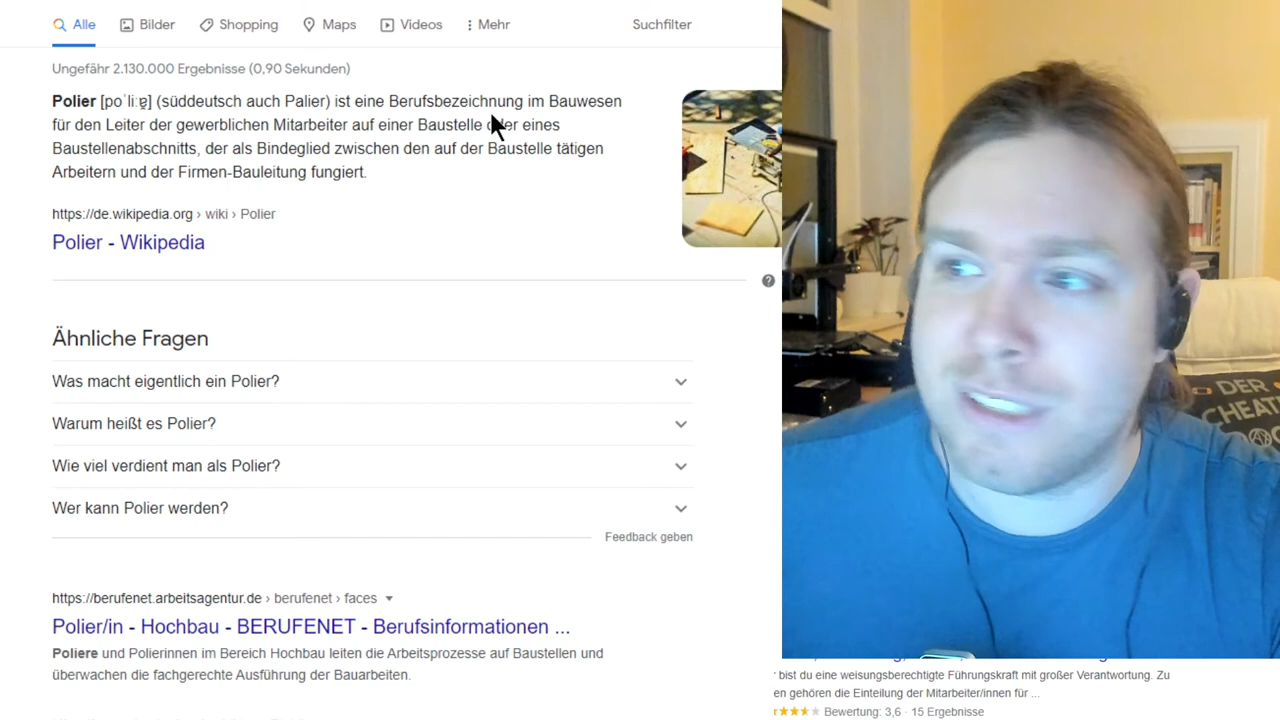 Alle
Bilder
Shopping
Maps
Videos
Mehr
Suchfilter
Ungefähr 2.130.000 Ergebnisse (0,90 Sekunden)
Polier [poˈliːɐ̯] (süddeutsch auch Palier) ist eine Berufsbezeichnung im Bauwesen
für den Leiter der gewerblichen Mitarbeiter auf einer Baustelle oder eines
Baustellenabschnitts, der als Bindeglied zwischen den auf der Baustelle tätigen
Arbeitern und der Firmen-Bauleitung fungiert.
https://de.wikipedia.org › wiki › Polier
Polier - Wikipedia
Ähnliche Fragen
Was macht eigentlich ein Polier?
Warum heißt es Polier?
Wie viel verdient man als Polier?
Wer kann Polier werden?
Feedback geben
https://berufenet.arbeitsagentur.de › berufenet › faces
Polier/in - Hochbau - BERUFENET - Berufsinformationen ...
Poliere und Polierinnen im Bereich Hochbau leiten die Arbeitsprozesse auf Baustellen und
überwachen die fachgerechte Ausführung der Bauarbeiten.
DER
CHEAT
bist du eine weisungsberechtigte Führungskraft mit großer Verantwortung. Zu
en gehören die Einteilung der Mitarbeiter/innen für ...
Bewertung: 3,6 · 15 Ergebnisse